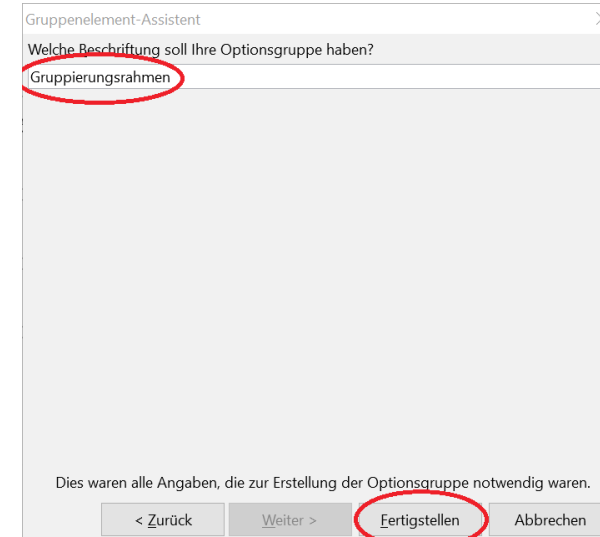 Gruppenelement-Assistent
Welche Beschriftung soll Ihre Optionsgruppe haben?
Gruppierungsrahmen
Dies waren alle Angaben, die zur Erstellung der Optionsgruppe notwendig waren.
< Zurück Weiter > Fertigstellen Abbrechen